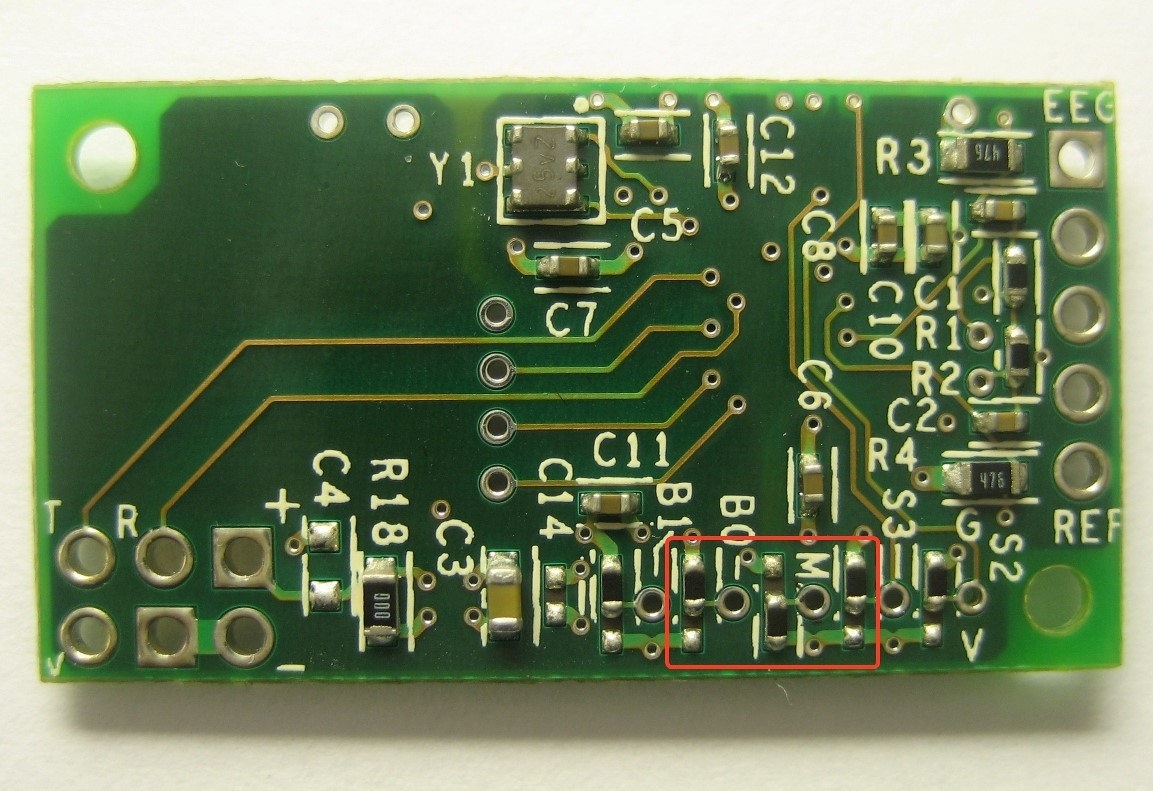 EEG
C12
R3
Y1
2A57
476
C5
C8
C7
C1
C10
R1
R2
C6
C2
C11
R4
476
C4
R18
C14
B1
B0
S3
G
S2
REF
T
R
+
C3
M
000
V
-
V